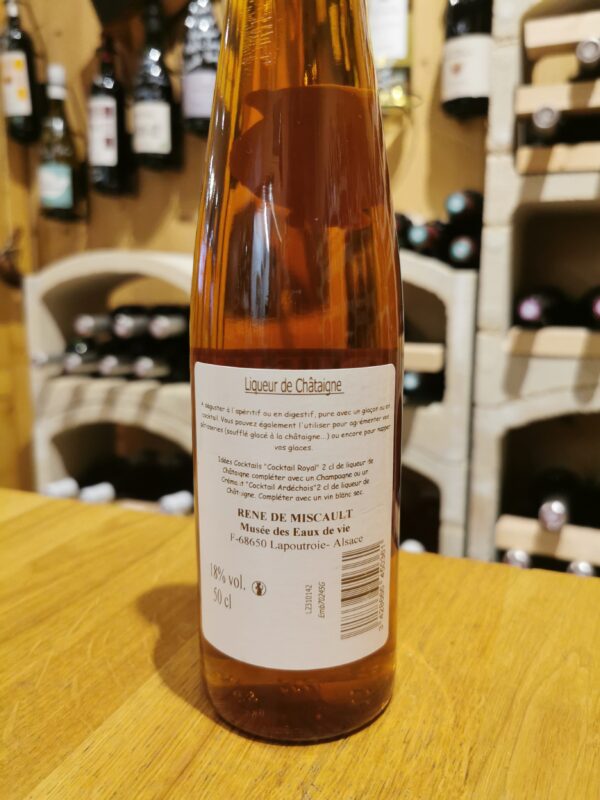 Liqueur de Châtaigne
A déguster à l'apéritif ou en digestif, pure avec un glaçon ou en
cocktail. Vous pouvez également l'utiliser pour agrémenter vos
pâtisseries (soufflé glacé à la châtaigne...) ou encore pour napper
vos glaces.
Idées Cocktails "Cocktail Royal" 2 cl de liqueur de
Châtaigne compléter avec un Champagne ou un
Crémant "Cocktail Ardéchois" 2 cl de liqueur de
Châtaigne. Compléter avec un vin blanc sec.
RENE DE MISCAULT
Musée des Eaux de vie
F-68650 Lapoutroie- Alsace
18% vol.
50 cl
L2310142
Emb70245G